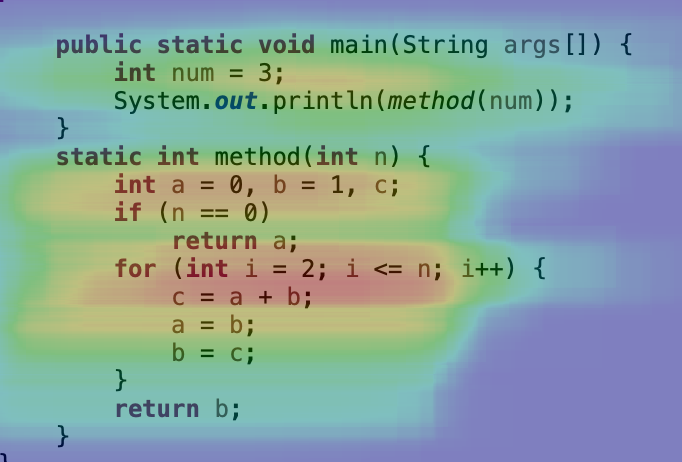 public static void main(String args[]) {
int num = 3;
System.out.println(method(num));
}
static int method(int n) {
int a = 0, b = 1, c;
if (n == 0)
return a;
for (int i = 2; i <= n; i++) {
c = a + b;
a = b;
b = c;
}
return b;
}
}